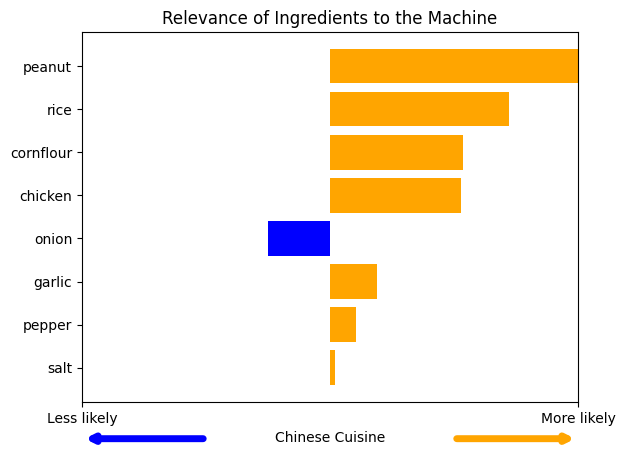 Relevance of Ingredients to the Machine
peanut
rice
cornflour
chicken
onion
garlic
pepper
salt
Less likely
More likely
Chinese Cuisine